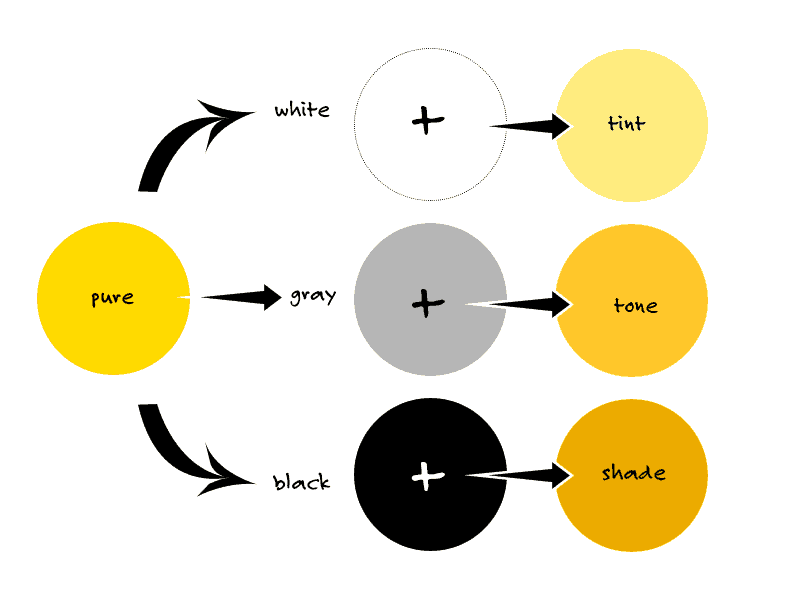 white
+
tint
pure
gray
+
tone
black
+
shade